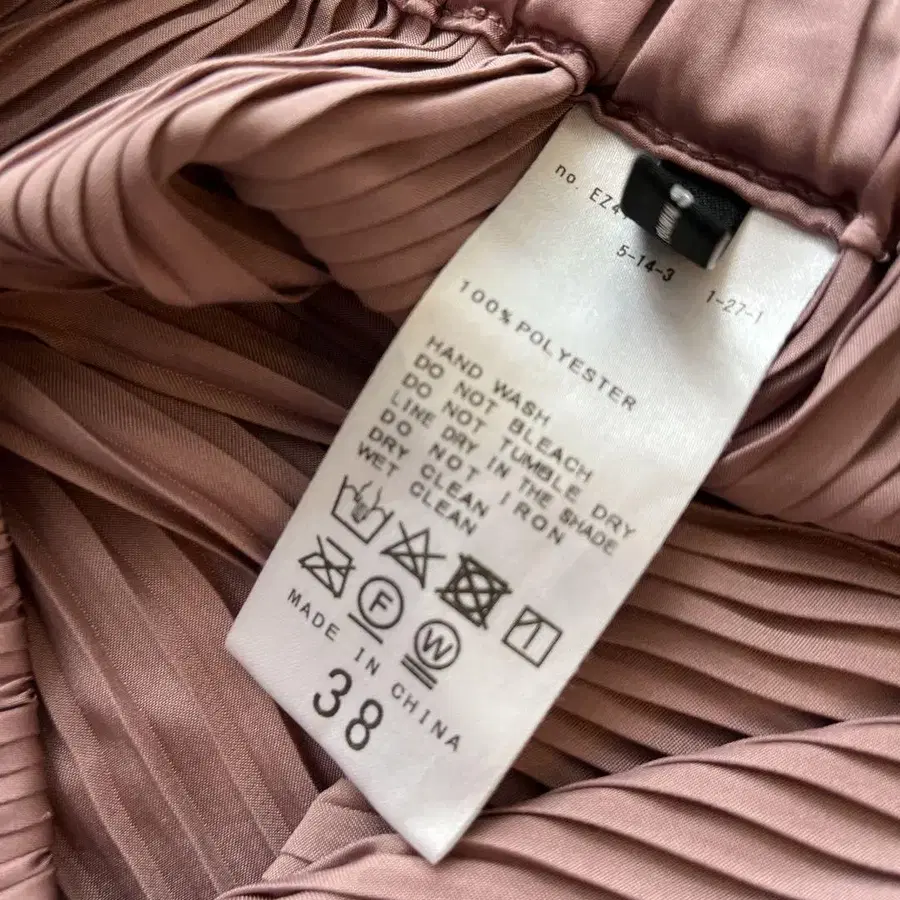 no. EZ4
5-14-3
1-27-1
100% POLYESTER
HAND WASH
DO NOT BLEACH
DO NOT TUMBLE DRY
LINE DRY IN THE SHADE
DO NOT IRON
DRY CLEAN
WET CLEAN
F
W
MADE IN CHINA
38